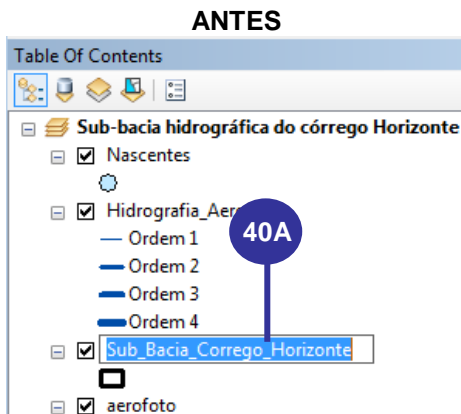 ANTES
Table Of Contents
Sub-bacia hidrográfica do córrego Horizonte
Nascentes
Hidrografia_Aer
40A
Ordem 1
Ordem 2
Ordem 3
Ordem 4
Sub_Bacia_Corrego_Horizonte
aerofoto